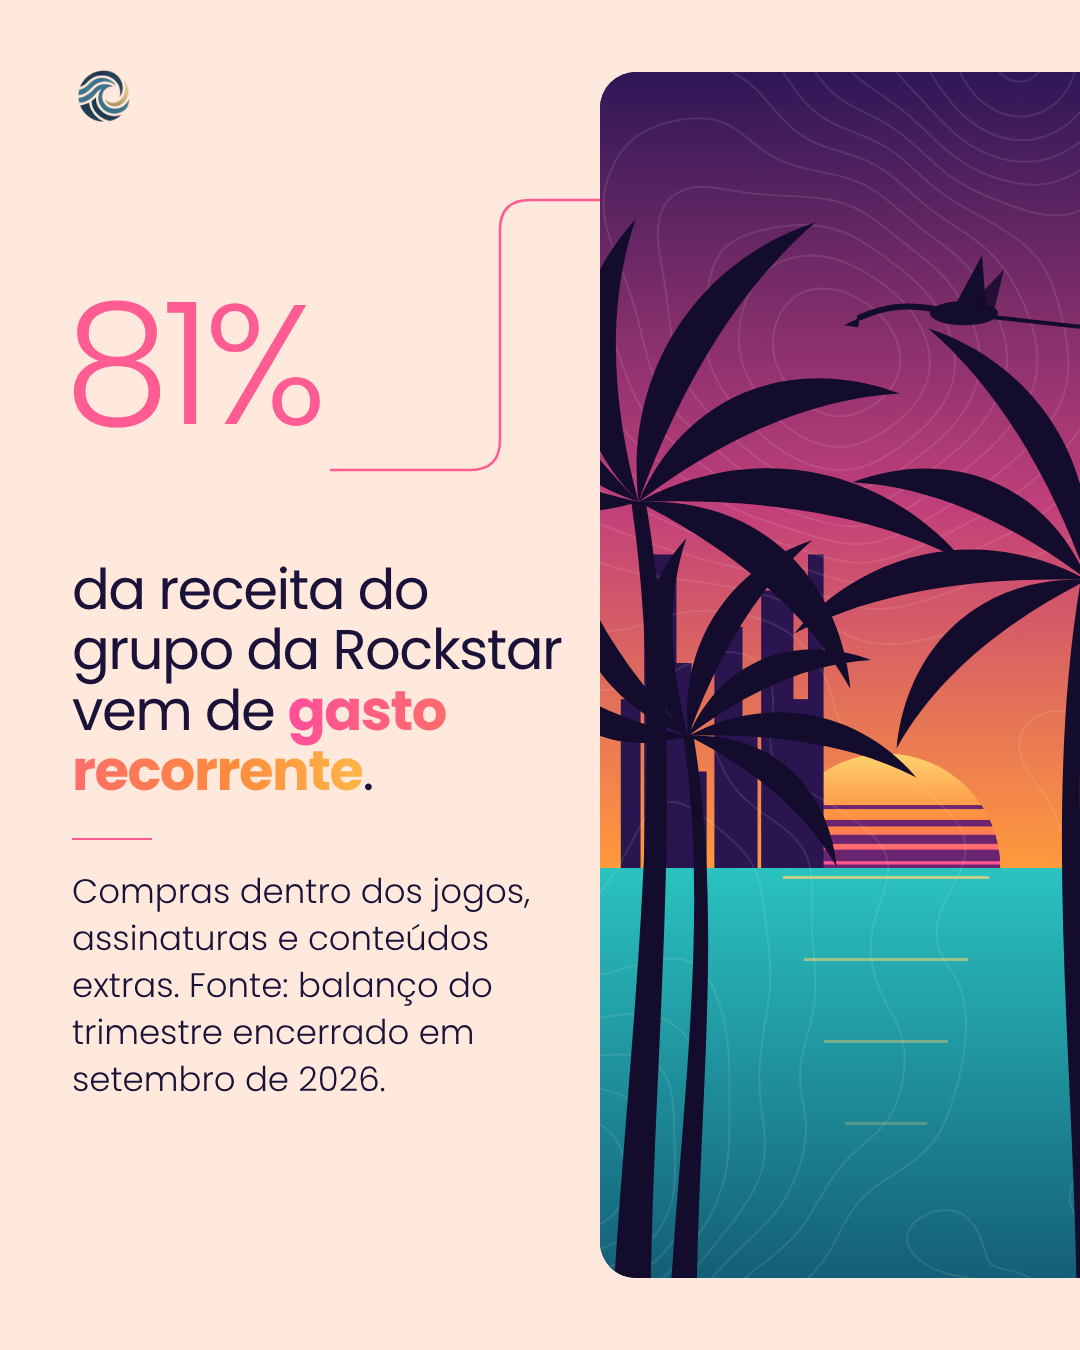 81%
da receita do
grupo da Rockstar
vem de gasto
recorrente.
Compras dentro dos jogos,
assinaturas e conteúdos
extras. Fonte: balanço do
trimestre encerrado em
setembro de 2026.